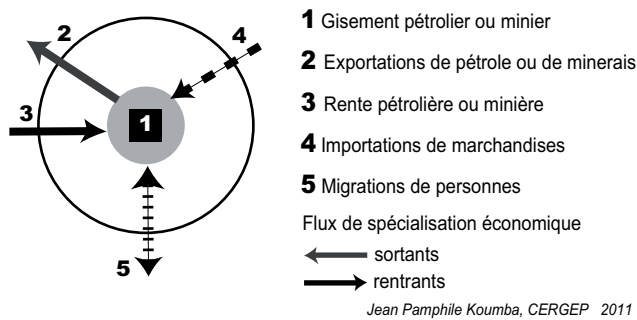 2
4
3
1
5
1 Gisement pétrolier ou minier
2 Exportations de pétrole ou de minerais
3 Rente pétrolière ou minière
4 Importations de marchandises
5 Migrations de personnes
Flux de spécialisation économique
sortants
rentrants
Jean Pamphile Koumba, CERGEP 2011